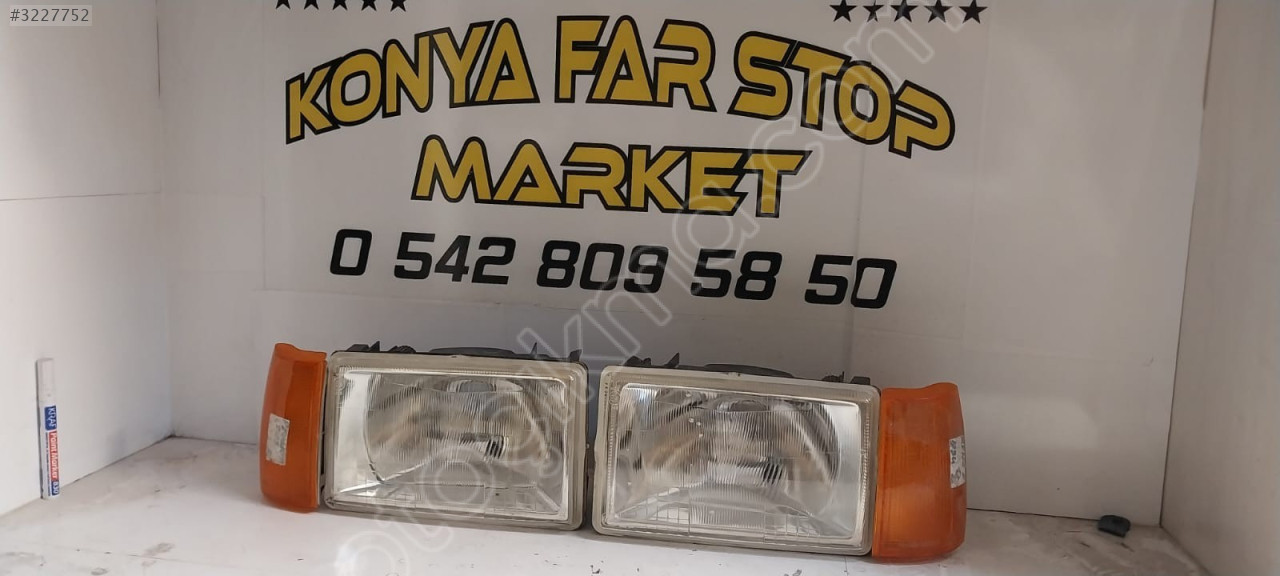 #3227752
KONYA FAR STOP
MARKET
0 542 809 58 50